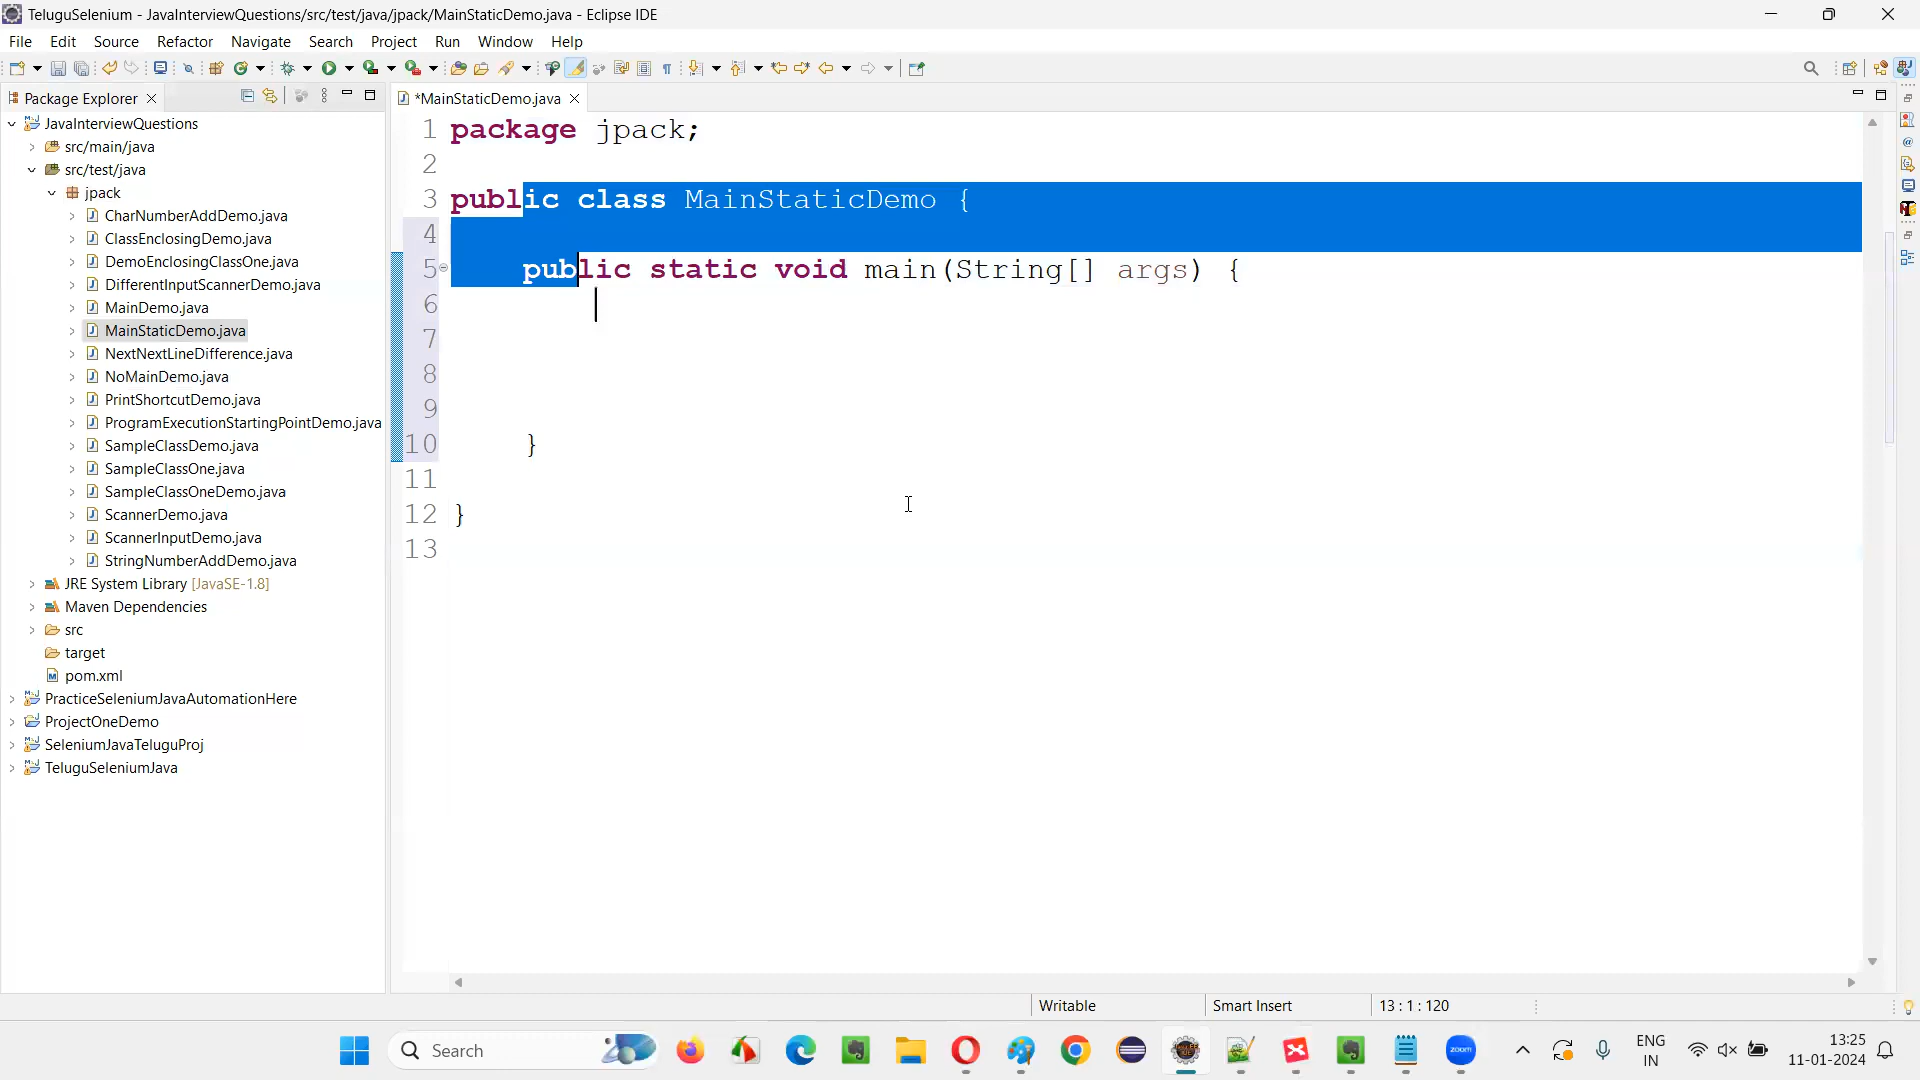 TeluguSelenium - JavaInterviewQuestions/src/test/java/jpack/MainStaticDemo.java - Eclipse IDE
File Edit Source Refactor Navigate Search Project Run Window Help
Package Explorer
*MainStaticDemo.java
JavaInterviewQuestions
src/main/java
src/test/java
jpack
CharNumberAddDemo.java
ClassEnclosingDemo.java
DemoEnclosingClassOne.java
DifferentInputScannerDemo.java
MainDemo.java
MainStaticDemo.java
NextNextLineDifference.java
NoMainDemo.java
PrintShortcutDemo.java
ProgramExecutionStartingPointDemo.java
SampleClassDemo.java
SampleClassOne.java
SampleClassOneDemo.java
ScannerDemo.java
ScannerInputDemo.java
StringNumberAddDemo.java
JRE System Library [JavaSE-1.8]
Maven Dependencies
src
target
pom.xml
PracticeSeleniumJavaAutomationHere
ProjectOneDemo
SeleniumJavaTeluguProj
TeluguSeleniumJava
1 package jpack;
2
3 public class MainStaticDemo {
4
5 public static void main(String[] args) {
6
7
8
9
10 }
11
12 }
13
Writable Smart Insert 13 : 1 : 120
Search
zoom
ENG
IN
13:25
11-01-2024